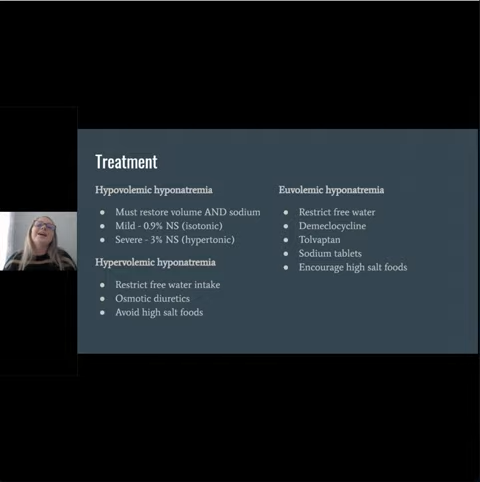 Treatment
Hypovolemic hyponatremia
● Must restore volume AND sodium
● Mild - 0.9% NS (isotonic)
● Severe - 3% NS (hypertonic)
Hypervolemic hyponatremia
● Restrict free water intake
● Osmotic diuretics
● Avoid high salt foods
Euvolemic hyponatremia
● Restrict free water
● Demeclocycline
● Tolvaptan
● Sodium tablets
● Encourage high salt foods